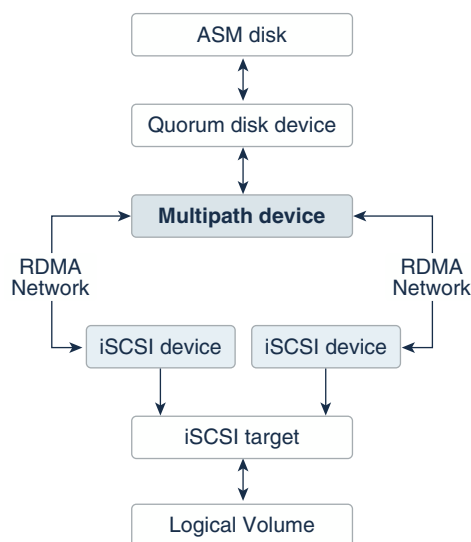 ASM disk
Quorum disk device
Multipath device
RDMA
Network
RDMA
Network
iSCSI device
iSCSI device
iSCSI target
Logical Volume